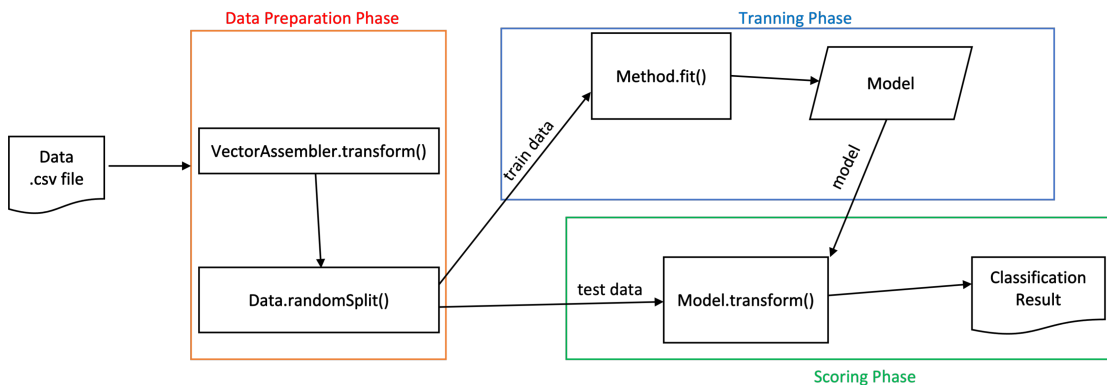 Data Preparation Phase
Tranning Phase
Method.fit()
Model
Data
.csv file
VectorAssembler.transform()
train data
model
Data.randomSplit()
test data
Model.transform()
Classification
Result
Scoring Phase